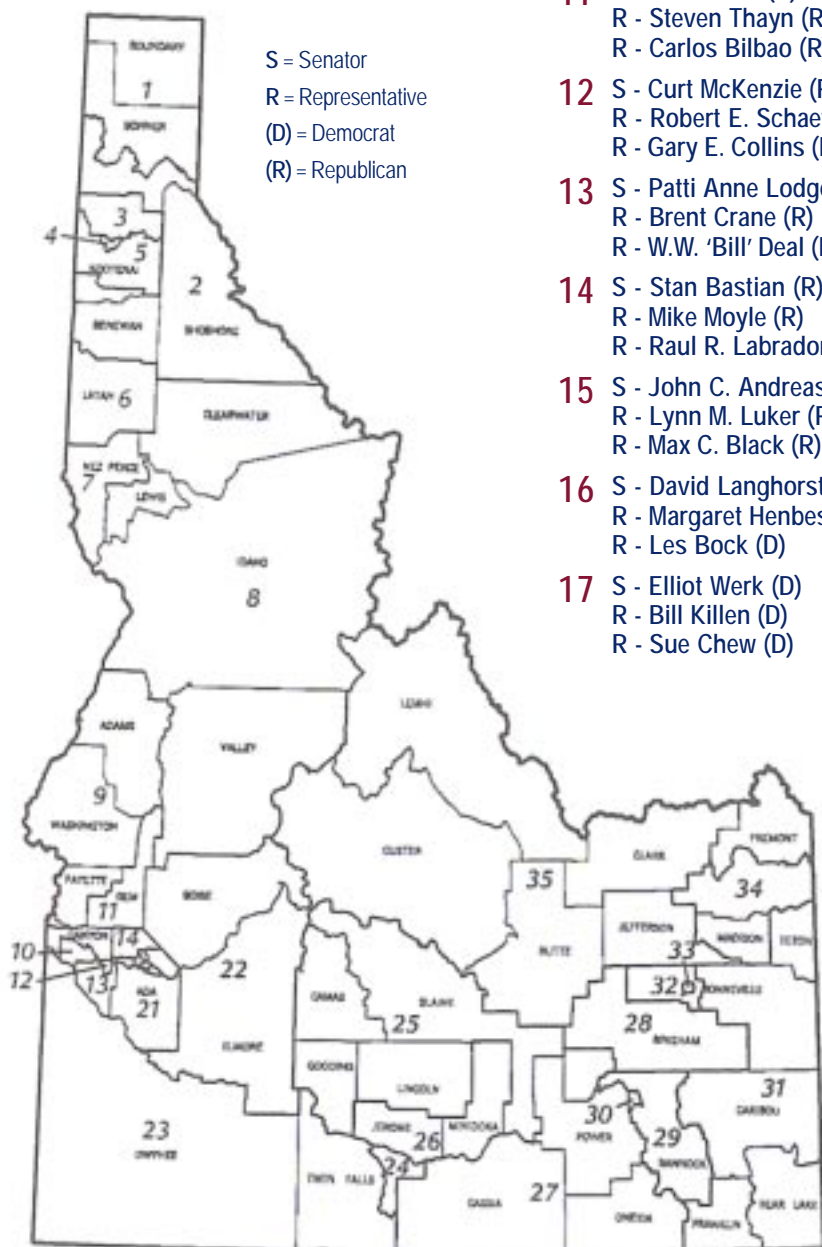 S = Senator
R = Representative
(D) = Democrat
(R) = Republican
11
R - Steven Thayn (R
R - Carlos Bilbao (R
12 S - Curt McKenzie (R
R - Robert E. Schae
R - Gary E. Collins (
13 S - Patti Anne Lodg
R - Brent Crane (R)
R - W.W. 'Bill' Deal (
14 S - Stan Bastian (R)
R - Mike Moyle (R)
R - Raul R. Labrador
15 S - John C. Andreas
R - Lynn M. Luker (R
R - Max C. Black (R)
16 S - David Langhorst
R - Margaret Henbes
R - Les Bock (D)
17 S - Elliot Werk (D)
R - Bill Killen (D)
R - Sue Chew (D)
BOUNDARY
1
BONNER
3
4
5
KOOTENAI
2
BENEWAH
SHOSHONE
LATAH 6
CLEARWATER
NEZ PERCE
7
LEWIS
IDAHO
8
LEMHI
ADAMS
VALLEY
9
WASHINGTON
CUSTER
CLARK
FREMONT
PAYETTE
GEM
BOISE
35
34
11
BUTTE
JEFFERSON
MADISON
TETON
10
CANYON
14
33
12
13
ADA
21
22
CAMAS
BLAINE
32
BONNEVILLE
25
28
ELMORE
BINGHAM
GOODING
LINCOLN
31
CARIBOU
23
OWYHEE
JEROME
26
MINIDOKA
30
POWER
29
BANNOCK
24
TWIN FALLS
CASSIA
27
ONEIDA
FRANKLIN
BEAR LAKE